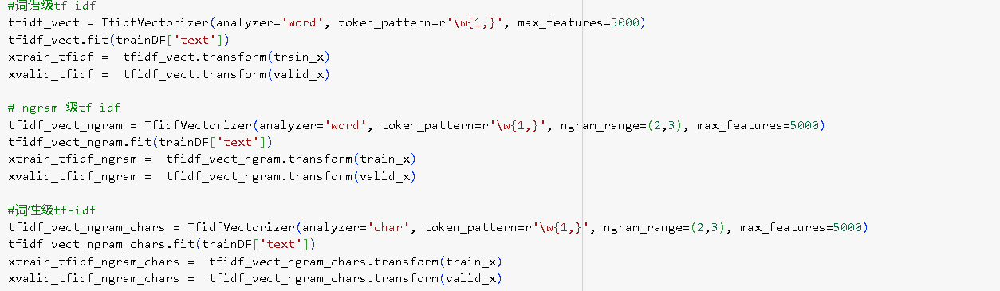 #词语级tf-idf
tfidf_vect = TfidfVectorizer(analyzer='word', token_pattern=r'\w{1,}', max_features=5000)
tfidf_vect.fit(trainDF['text'])
xtrain_tfidf =  tfidf_vect.transform(train_x)
xvalid_tfidf =  tfidf_vect.transform(valid_x)
# ngram 级tf-idf
tfidf_vect_ngram = TfidfVectorizer(analyzer='word', token_pattern=r'\w{1,}', ngram_range=(2,3), max_features=5000)
tfidf_vect_ngram.fit(trainDF['text'])
xtrain_tfidf_ngram =  tfidf_vect_ngram.transform(train_x)
xvalid_tfidf_ngram =  tfidf_vect_ngram.transform(valid_x)
#词性级tf-idf
tfidf_vect_ngram_chars = TfidfVectorizer(analyzer='char', token_pattern=r'\w{1,}', ngram_range=(2,3), max_features=5000)
tfidf_vect_ngram_chars.fit(trainDF['text'])
xtrain_tfidf_ngram_chars =  tfidf_vect_ngram_chars.transform(train_x)
xvalid_tfidf_ngram_chars =  tfidf_vect_ngram_chars.transform(valid_x)